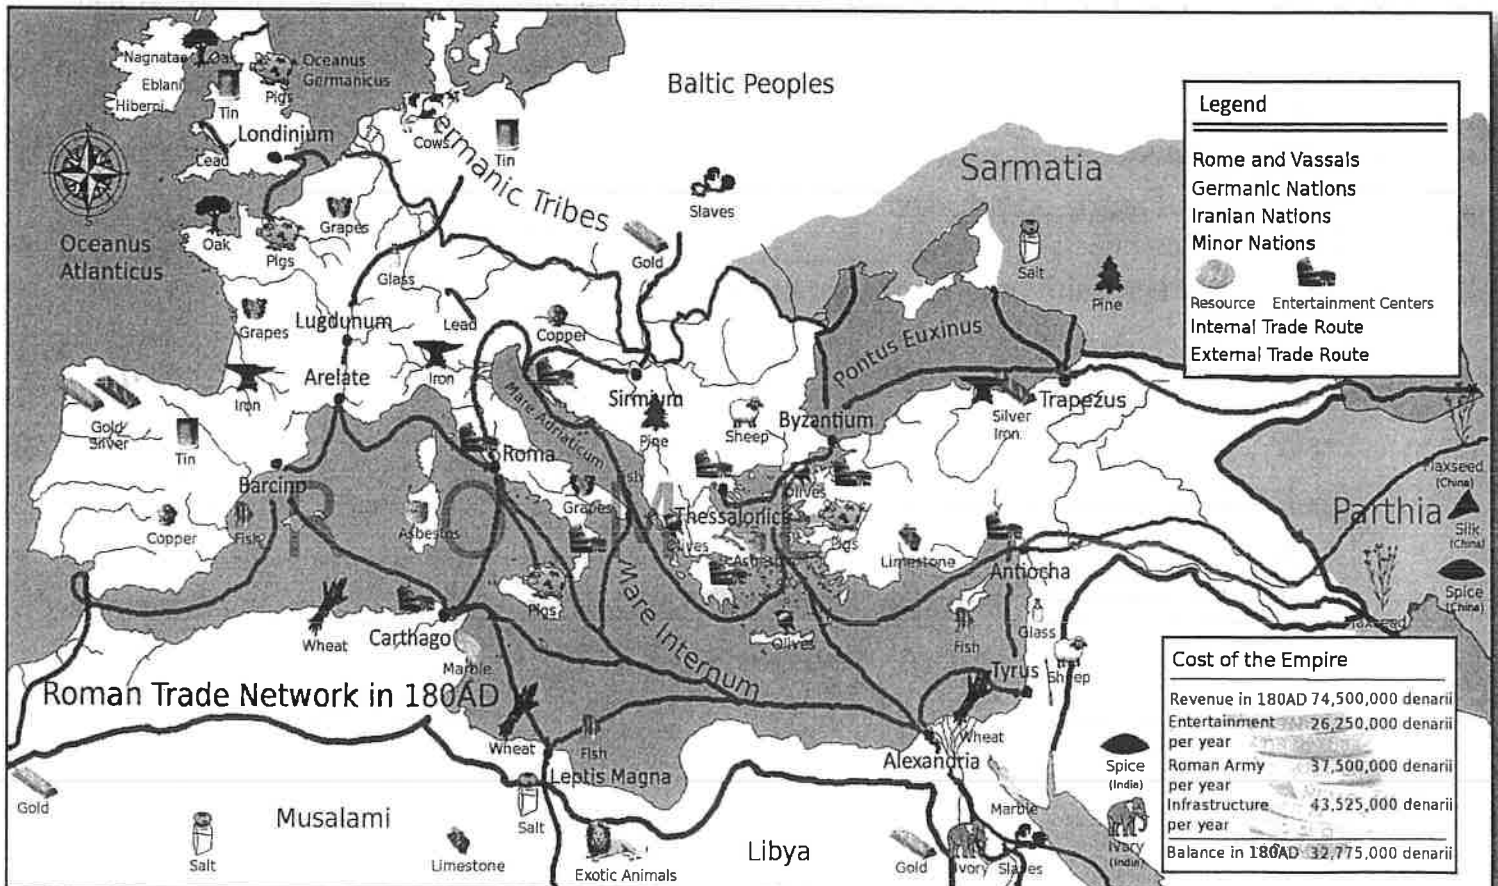 Nagnatae
Oak
Eblani
Hiberni
Oceanus
Germanicus
Pigs
Tin
Londinium
Lead
Cows
Tin
Germanic Tribes
Baltic Peoples
Sarmatia
Slaves
Gold
Salt
Pine
Oceanus
Atlanticus
Oak
Pigs
Grapes
Glass
Grapes
Lugdunum
Lead
Copper
Arelate
Iron
Iron
Gold
Silver
Tin
Barcino
Copper
Fish
Asbestos
Roma
Mare Adriaticum
Sirmium
Pine
Sheep
Byzantium
Pontus Euxinus
Trapezus
Silver
Iron
Grapes
Fish
Thessalonica
Olives
Olives
Pigs
Limestone
Antiocha
ROME
Pigs
Olives
Mare Internum
Fish
Glass
Sheep
Tyrus
Wheat
Carthago
Marble
Wheat
Wheat
Fish
Leptis Magna
Alexandria
Roman Trade Network in 180AD
Gold
Musalami
Salt
Salt
Limestone
Exotic Animals
Libya
Gold
Ivory
Slaves
Marble
Spice
(India)
Ivory
(India)
Parthia
Flaxseed
(China)
Silk
(China)
Spice
(China)
Flaxseed
Legend
Rome and Vassals
Germanic Nations
Iranian Nations
Minor Nations
Resource Entertainment Centers
Internal Trade Route
External Trade Route
Cost of the Empire
Revenue in 180AD 74,500,000 denarii
Entertainment 26,250,000 denarii
per year
Roman Army 37,500,000 denarii
per year
Infrastructure 43,525,000 denarii
per year
Balance in 180AD 32,775,000 denarii